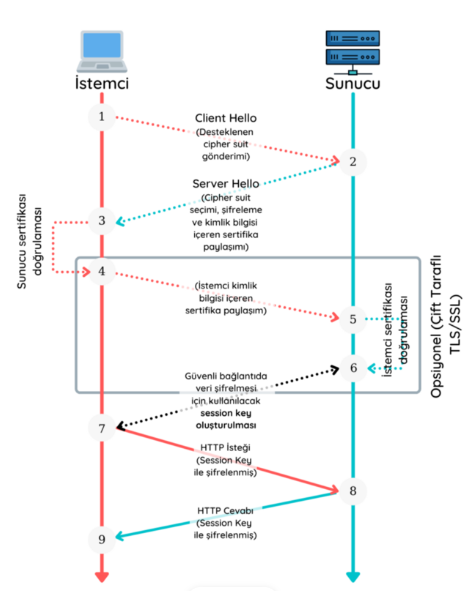 İstemci
Sunucu
1
Client Hello
(Desteklenen
cipher suit
gönderimi)
2
Server Hello
(Cipher suit
seçimi, şifreleme
ve kimlik bilgisi
içeren sertifika
paylaşımı)
3
Sunucu sertifikası
doğrulaması
4
(İstemci kimlik
bilgisi içeren
sertifika paylaşım)
5
İstemci sertifikası
doğrulaması
Opsiyonel (Çift Taraflı
TLS/SSL)
6
Güvenli bağlantıda
veri şifrelmesi
için kullanılacak
session key
oluşturulması
7
HTTP İsteği
(Session Key
ile şifrelenmiş)
8
HTTP Cevabı
(Session Key
ile şifrelenmiş)
9